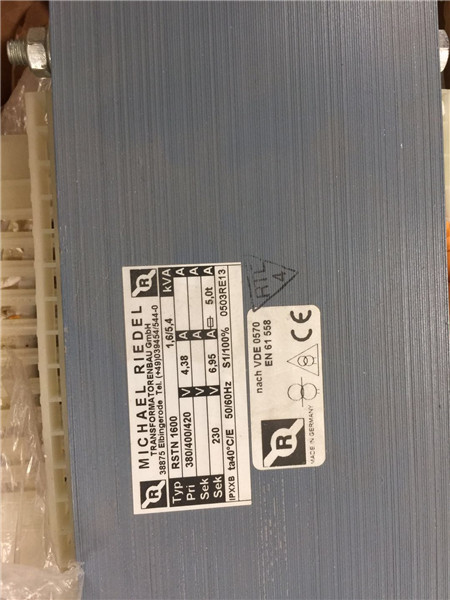 R MICHAEL RIEDEL R
TRANSFORMATORENBAU GmbH
38875 Elbingerode Tel. (+49)039454/544-0
Typ RSTN 1600 1,6/5,4 kVA
Pri 380/400/420 V 4,38 A A
Sek V A A
Sek 230 V 6,95 A 5,0t A
IPXXB ta40°C/E 50/60Hz S1/100% 0503RE13
R
MADE IN GERMANY
nach VDE 0570
EN 61 558
CE
RTL
4